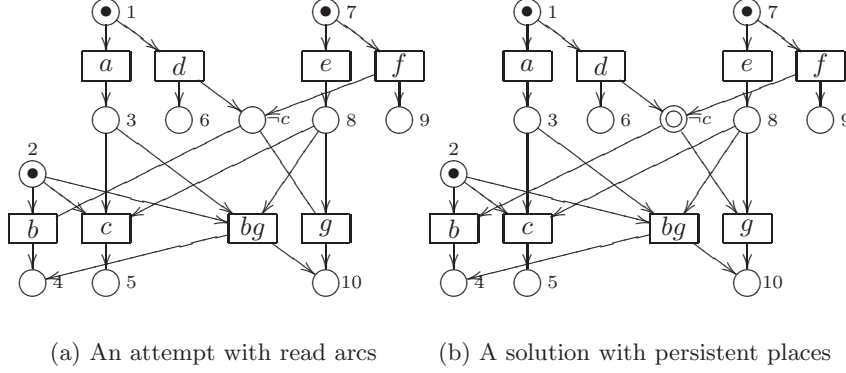 1 7 1 7
a d e f a d e f
3 6 ¬c 8 9 3 6 ¬c 8 9
2 2
b c bg g b c bg g
4 5 10 4 5 10
(a) An attempt with read arcs (b) A solution with persistent places